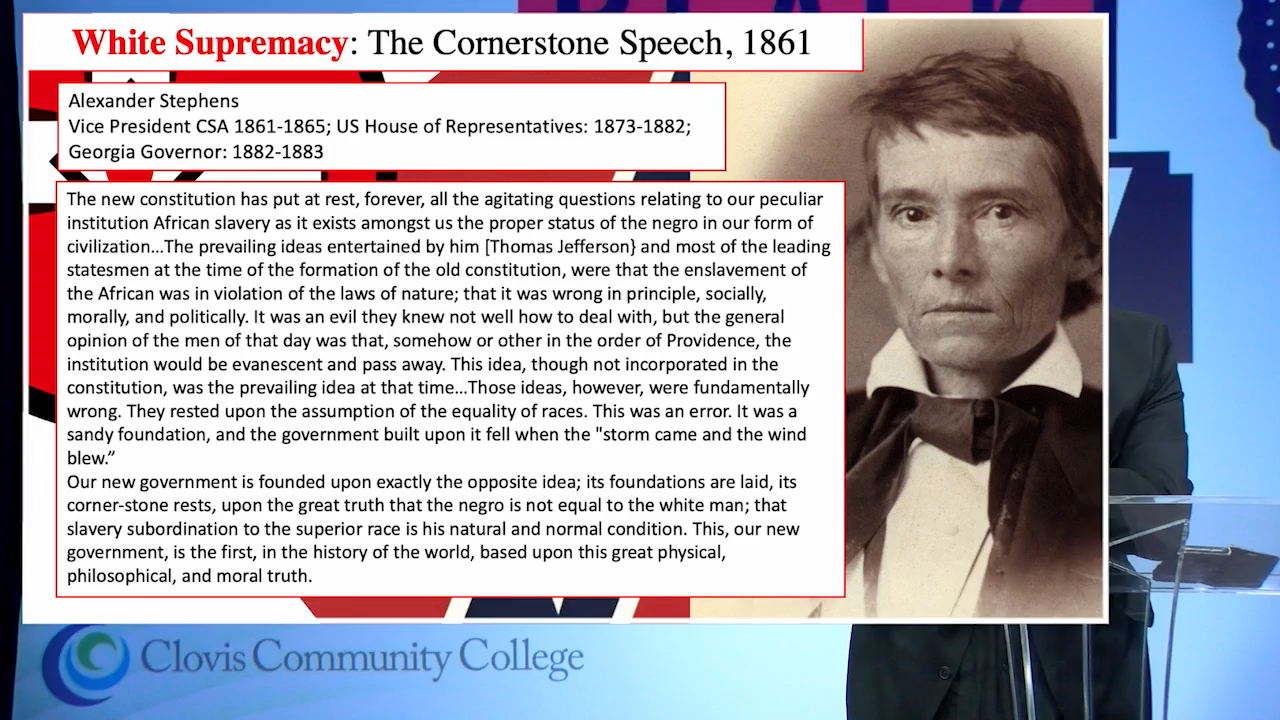 White Supremacy: The Cornerstone Speech, 1861
Alexander Stephens
Vice President CSA 1861-1865; US House of Representatives: 1873-1882;
Georgia Governor: 1882-1883
The new constitution has put at rest, forever, all the agitating questions relating to our peculiar
institution African slavery as it exists amongst us the proper status of the negro in our form of
civilization...The prevailing ideas entertained by him [Thomas Jefferson} and most of the leading
statesmen at the time of the formation of the old constitution, were that the enslavement of
the African was in violation of the laws of nature; that it was wrong in principle, socially,
morally, and politically. It was an evil they knew not well how to deal with, but the general
opinion of the men of that day was that, somehow or other in the order of Providence, the
institution would be evanescent and pass away. This idea, though not incorporated in the
constitution, was the prevailing idea at that time...Those ideas, however, were fundamentally
wrong. They rested upon the assumption of the equality of races. This was an error. It was a
sandy foundation, and the government built upon it fell when the "storm came and the wind
blew.”
Our new government is founded upon exactly the opposite idea; its foundations are laid, its
corner-stone rests, upon the great truth that the negro is not equal to the white man; that
slavery subordination to the superior race is his natural and normal condition. This, our new
government, is the first, in the history of the world, based upon this great physical,
philosophical, and moral truth.
Clovis Community College